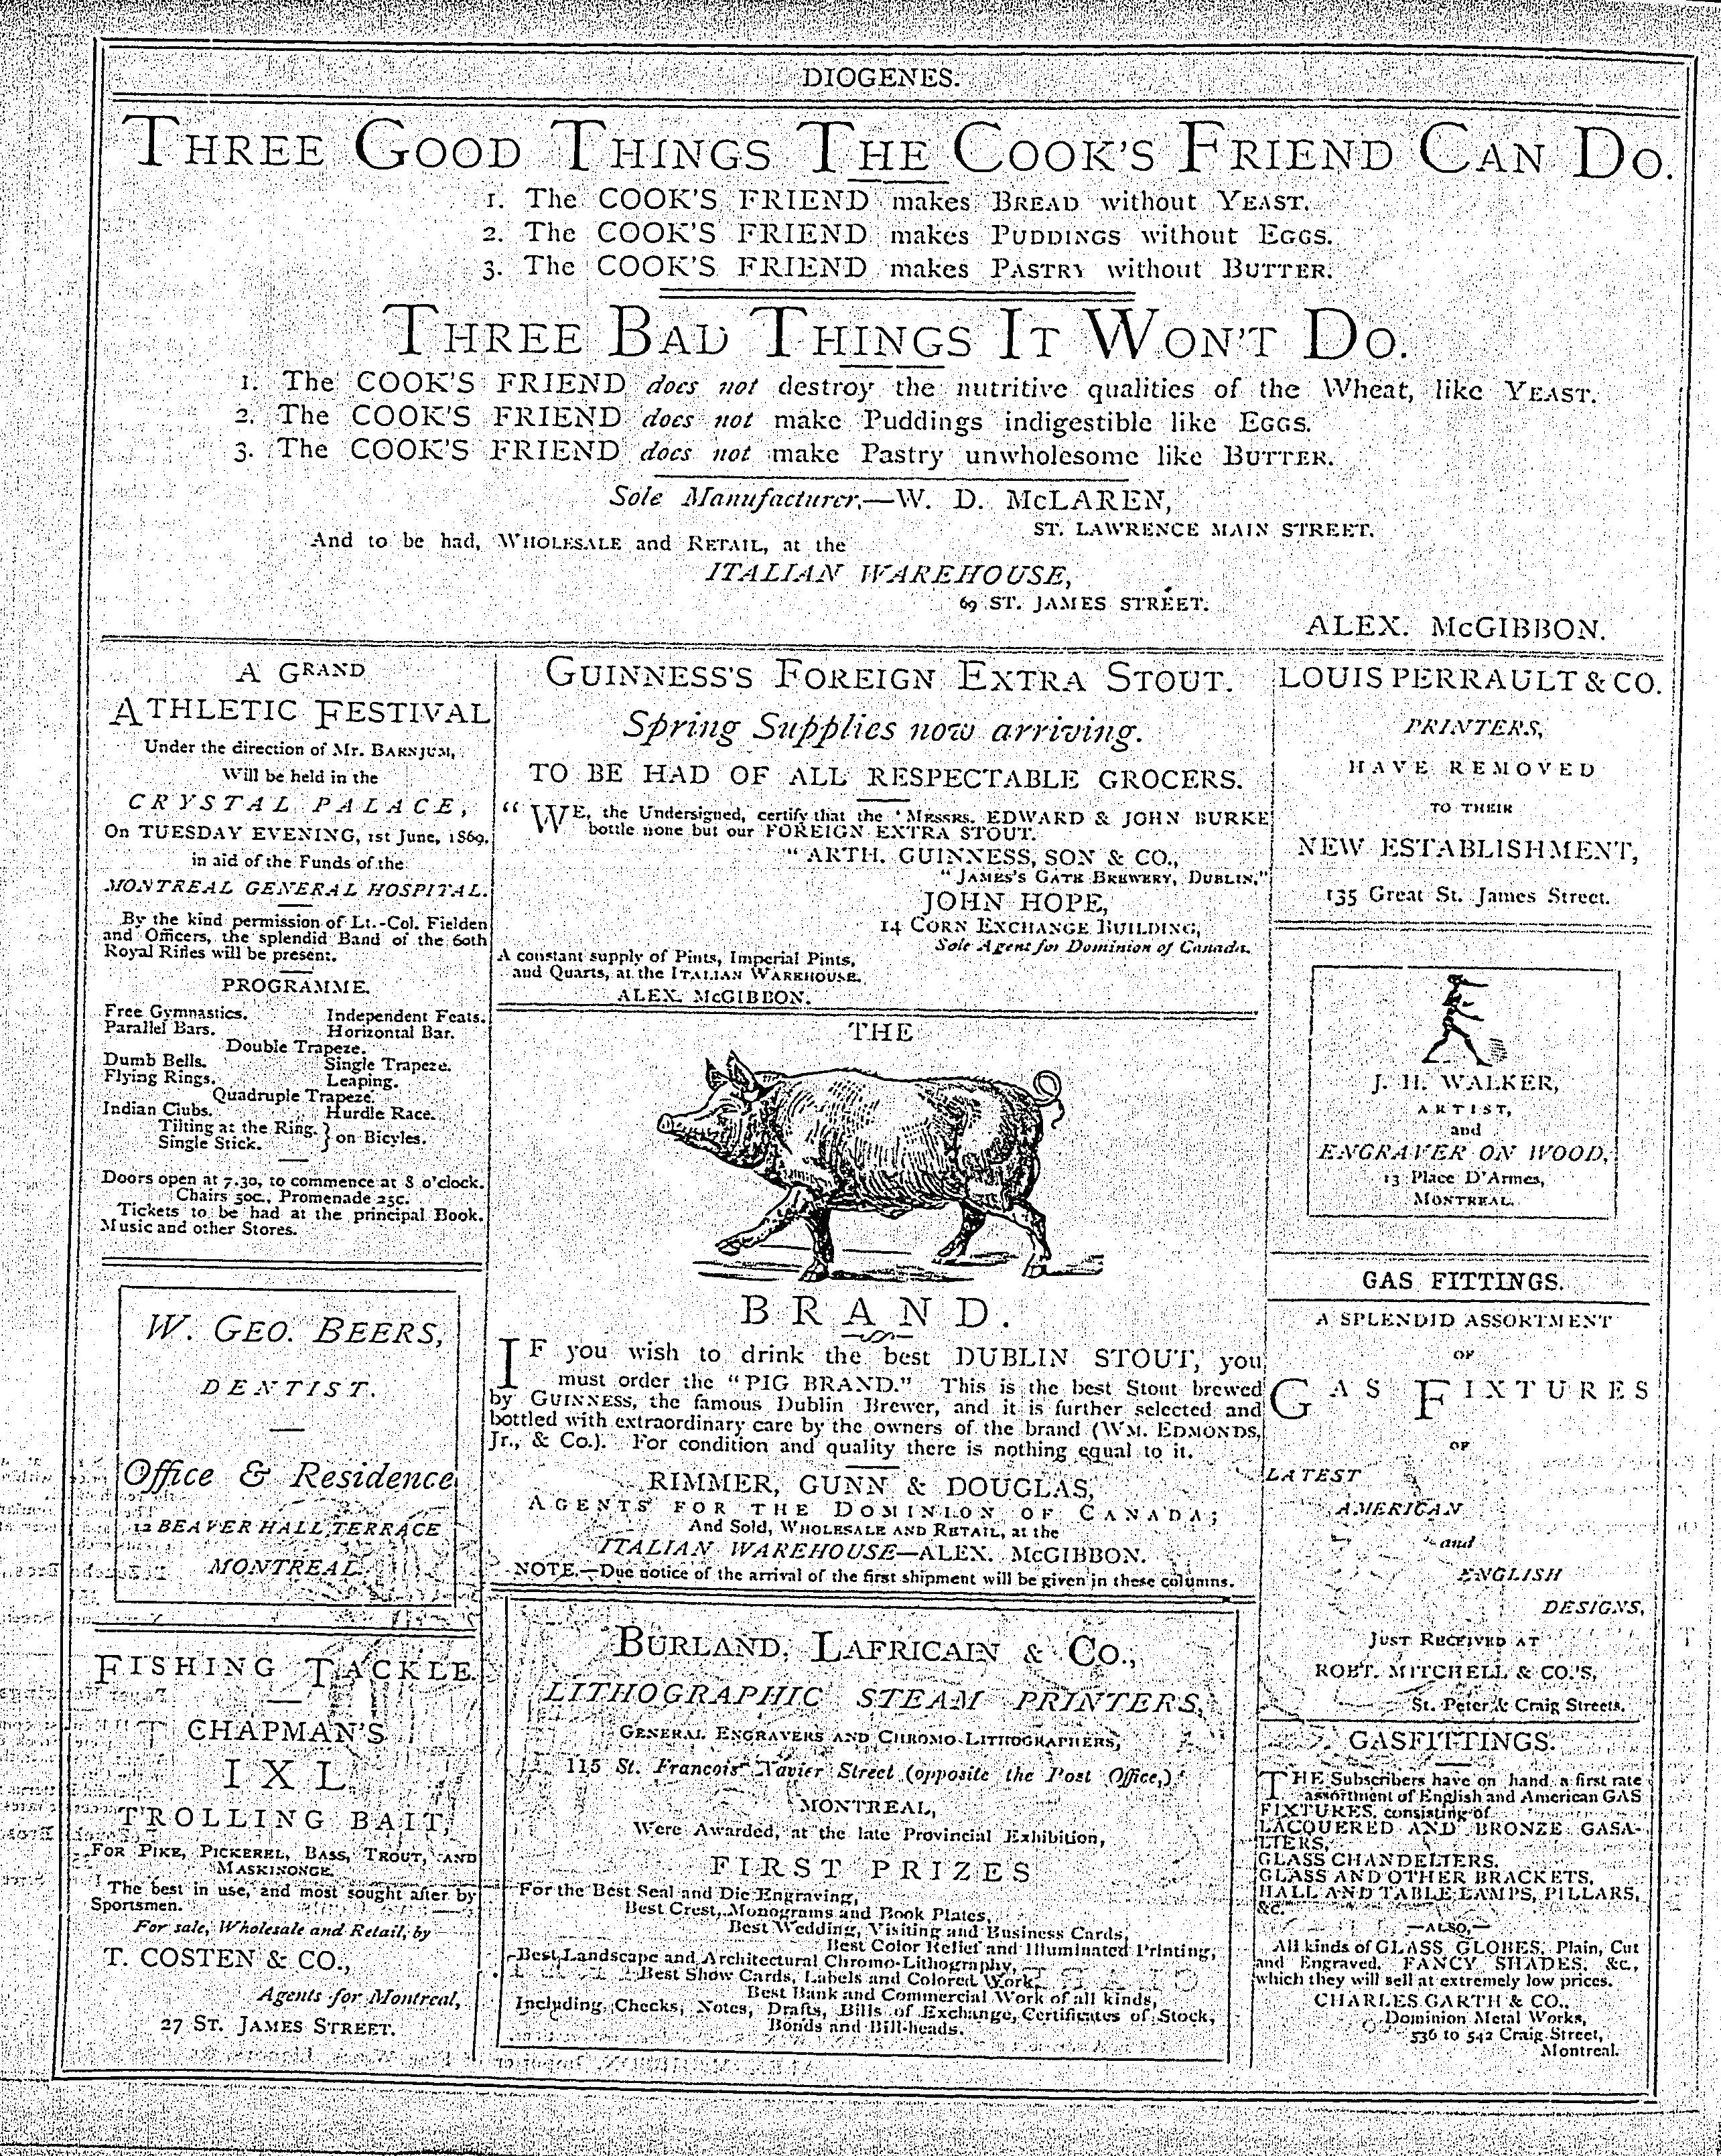 DIOGENES.
THREE GOOD THINGS THE COOK'S FRIEND CAN DO.
1. The COOK'S FRIEND makes BREAD without YEAST.
2. The COOK'S FRIEND makes PUDDINGS without EGGS.
3. The COOK'S FRIEND makes PASTRY without BUTTER.
THREE BAD THINGS IT WON'T DO.
1. The COOK'S FRIEND does not destroy the nutritive qualities of the Wheat, like YEAST.
2. The COOK'S FRIEND does not make Puddings indigestible like EGGS.
3. The COOK'S FRIEND does not make Pastry unwholesome like BUTTER.
Sole Manufacturer.—W. D. McLAREN,
ST. LAWRENCE MAIN STREET.
And to be had, WHOLESALE and RETAIL, at the
ITALIAN WAREHOUSE,
69 ST. JAMES STREET.
ALEX. McGIBBON.
A GRAND
ATHLETIC FESTIVAL
Under the direction of Mr. BARNJUM,
Will be held in the
CRYSTAL PALACE,
On TUESDAY EVENING, 1st June, 1869.
in aid of the Funds of the
MONTREAL GENERAL HOSPITAL.
By the kind permission of Lt.-Col. Fielden
and Officers, the splendid Band of the 60th
Royal Rifles will be present.
PROGRAMME.
Free Gymnastics. Independent Feats.
Parallel Bars. Horizontal Bar.
Double Trapeze.
Dumb Bells. Single Trapeze.
Flying Rings. Leaping.
Quadruple Trapeze.
Indian Clubs. Hurdle Race.
Tilting at the Ring. } on Bicyles.
Single Stick.
Doors open at 7.30, to commence at 8 o'clock.
Chairs 50c., Promenade 25c.
Tickets to be had at the principal Book.
Music and other Stores.
W. GEO. BEERS,
DENTIST.
Office & Residence
12 BEAVER HALL TERRACE
MONTREAL.
FISHING TACKLE.
CHAPMAN'S
I X L
TROLLING BAIT,
FOR PIKE, PICKEREL, BASS, TROUT, AND
MASKINONGE.
The best in use, and most sought after by
Sportsmen.
For sale, Wholesale and Retail, by
T. COSTEN & CO.,
Agents for Montreal,
27 ST. JAMES STREET.
GUINNESS'S FOREIGN EXTRA STOUT.
Spring Supplies now arriving.
TO BE HAD OF ALL RESPECTABLE GROCERS.
"WE, the Undersigned, certify that the 'MESSRS. EDWARD & JOHN BURKE
bottle none but our FOREIGN EXTRA STOUT.
"ARTH. GUINNESS, SON & CO.,
"JAMES'S GATE BREWERY, DUBLIN,"
JOHN HOPE,
14 CORN EXCHANGE BUILDING,
Sole Agent for Dominion of Canada.
A constant supply of Pints, Imperial Pints,
and Quarts, at the ITALIAN WAREHOUSE.
ALEX. McGIBBON.
THE
BRAND.
IF you wish to drink the best DUBLIN STOUT, you
must order the "PIG BRAND." This is the best Stout brewed
by GUINNESS, the famous Dublin Brewer, and it is further selected and
bottled with extraordinary care by the owners of the brand (WM. EDMONDS,
Jr., & Co.). For condition and quality there is nothing equal to it.
RIMMER, GUNN & DOUGLAS,
AGENTS FOR THE DOMINION OF CANADA;
And Sold, WHOLESALE AND RETAIL, at the
ITALIAN WAREHOUSE—ALEX. McGIBBON.
NOTE.—Due notice of the arrival of the first shipment will be given in these columns.
BURLAND, LAFRICAIN & CO.,
LITHOGRAPHIC STEAM PRINTERS,
GENERAL ENGRAVERS AND CHROMO-LITHOGRAPHERS,
115 St. Francois Xavier Street (opposite the Post Office,)
MONTREAL,
Were Awarded, at the late Provincial Exhibition,
FIRST PRIZES
For the Best Seal and Die Engraving,
Best Crest, Monograms and Book Plates,
Best Wedding, Visiting and Business Cards,
Best Color Relief and Illuminated Printing,
Best Landscape and Architectural Chromo-Lithography,
Best Show Cards, Labels and Colored Work,
Best Bank and Commercial Work of all kinds,
Including Checks, Notes, Drafts, Bills of Exchange, Certificates of Stock,
Bonds and Bill-heads.
LOUIS PERRAULT & CO.
PRINTERS,
HAVE REMOVED
TO THEIR
NEW ESTABLISHMENT,
135 Great St. James Street.
J. H. WALKER,
ARTIST,
and
ENGRAVER ON WOOD,
13 Place D'Armes,
MONTREAL.
GAS FITTINGS.
A SPLENDID ASSORTMENT
OF
GAS FIXTURES
OF
LATEST
AMERICAN
and
ENGLISH
DESIGNS,
JUST RECEIVED AT
ROBT. MITCHELL & CO.'S,
St. Peter & Craig Streets.
GASFITTINGS.
THE Subscribers have on hand a first rate
assortment of English and American GAS
FIXTURES, consisting of
LACQUERED AND BRONZE GASA-
LIERS,
GLASS CHANDELIERS.
GLASS AND OTHER BRACKETS,
HALL AND TABLE LAMPS, PILLARS,
&c.
—ALSO,—
All kinds of GLASS GLOBES, Plain, Cut
and Engraved. FANCY SHADES, &c.,
which they will sell at extremely low prices.
CHARLES GARTH & CO.,
Dominion Metal Works,
536 to 542 Craig Street,
Montreal.